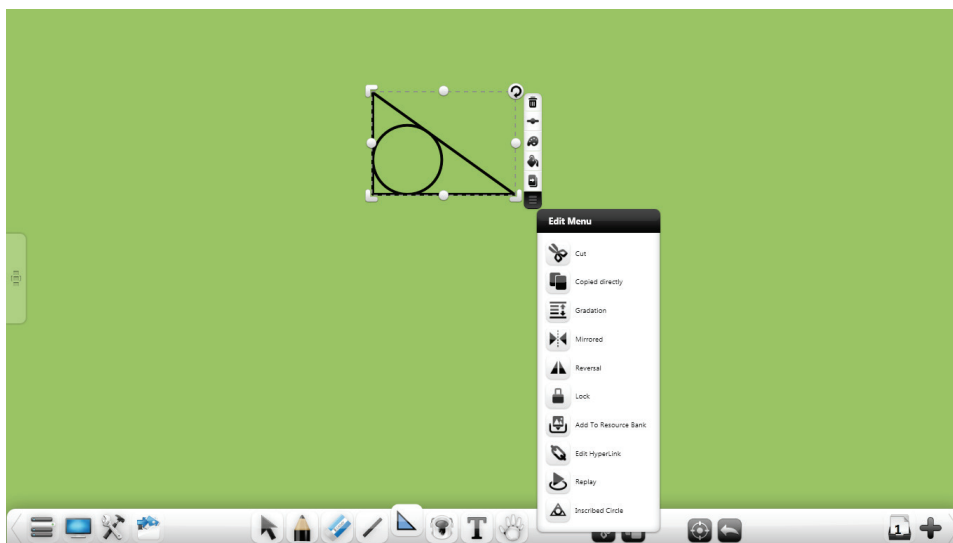 Edit Menu
Cut
Copied directly
Gradation
Mirrored
Reversal
Lock
Add To Resource Bank
Edit HyperLink
Replay
Inscribed Circle
T
1